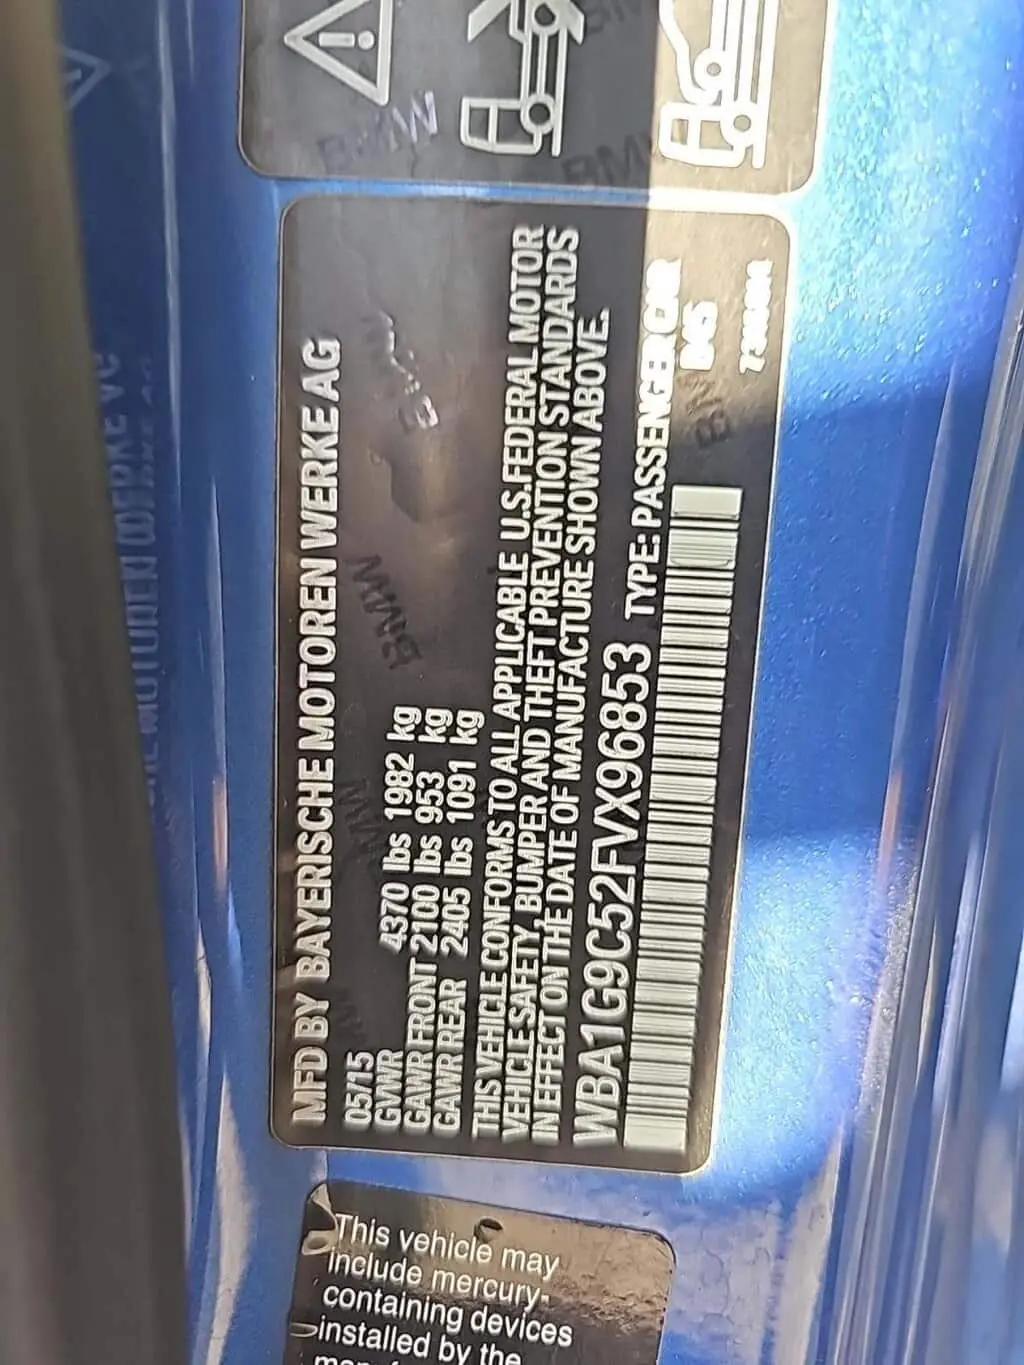 MFD BY BAYERISCHE MOTOREN WERKE AG
05/15
GVWR 4370 lbs 1982 kg
GAWR FRONT 2100 lbs 953 kg
GAWR REAR 2405 lbs 1091 kg
THIS VEHICLE CONFORMS TO ALL APPLICABLE U.S. FEDERAL MOTOR
VEHICLE SAFETY, BUMPER AND THEFT PREVENTION STANDARDS
IN EFFECT ON THE DATE OF MANUFACTURE SHOWN ABOVE.
WBA1G9C52FVX96853 TYPE: PASSENGER CAR
This vehicle may
include mercury-
containing devices
installed by the